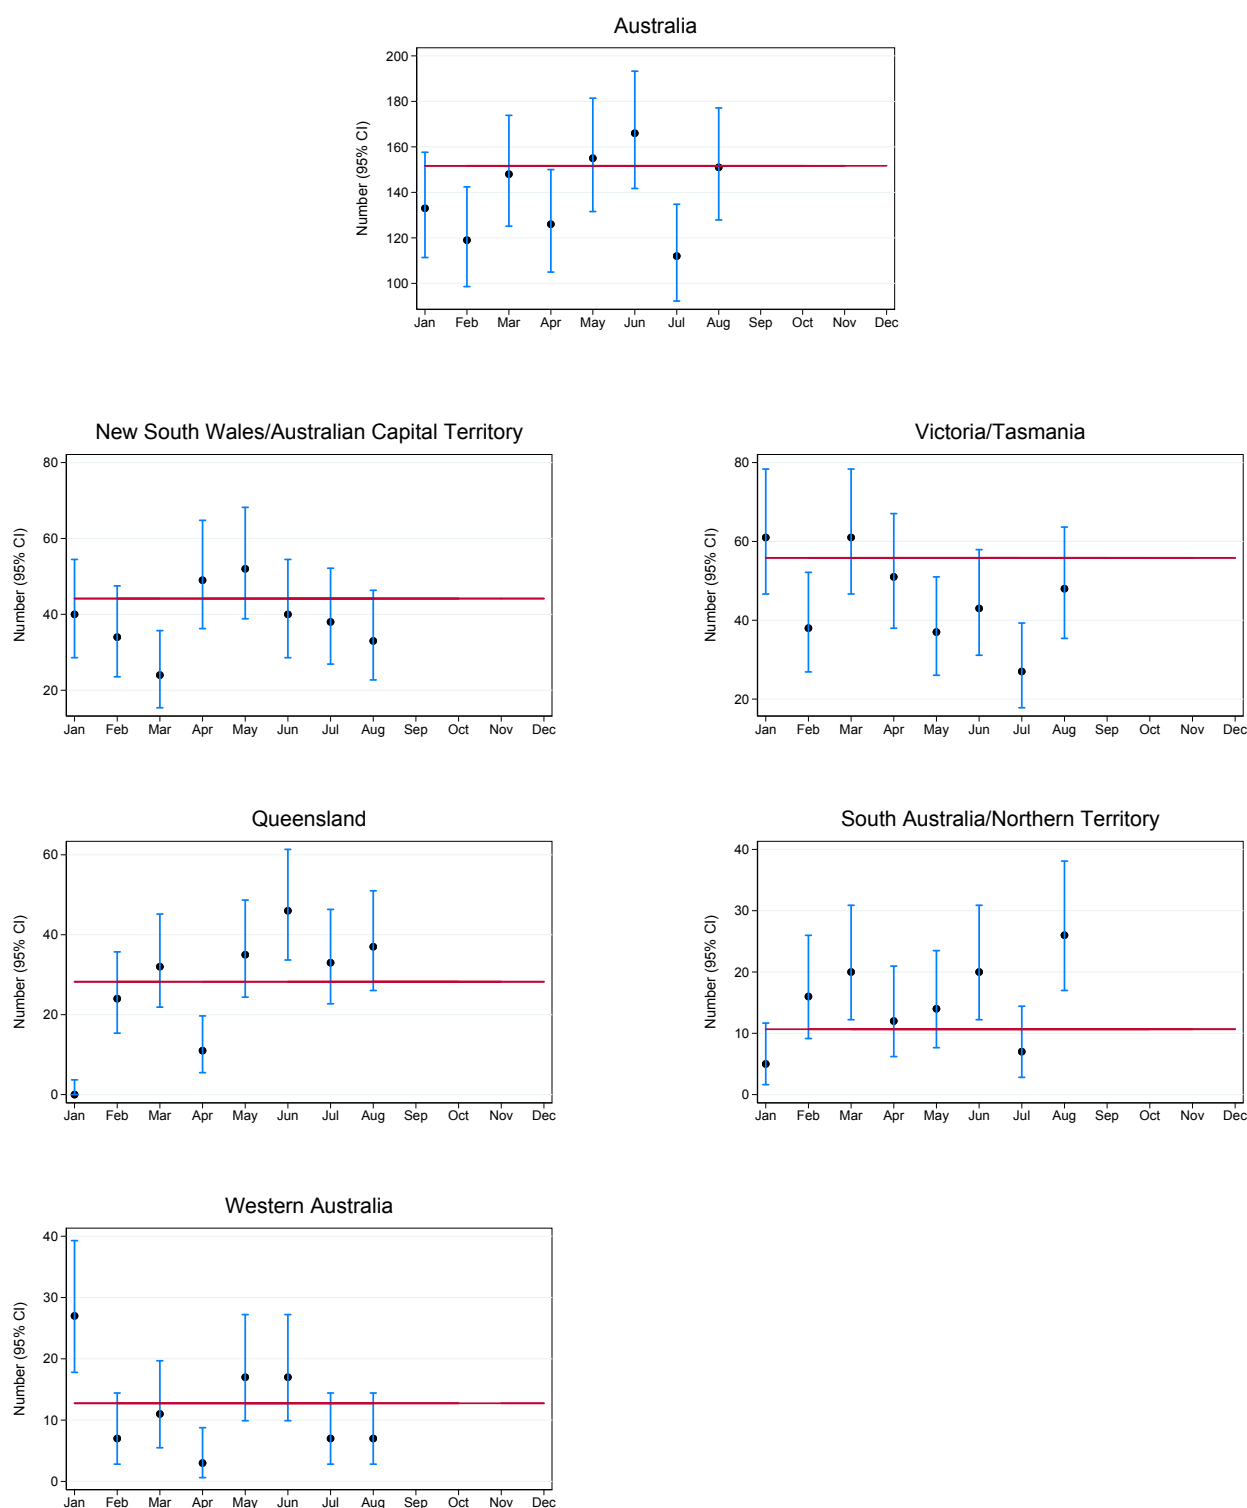 Australia
Number (95% CI)
200
180
160
140
120
100
Jan Feb Mar Apr May Jun Jul Aug Sep Oct Nov Dec
New South Wales/Australian Capital Territory
Number (95% CI)
80
60
40
20
Jan Feb Mar Apr May Jun Jul Aug Sep Oct Nov Dec
Victoria/Tasmania
Number (95% CI)
80
60
40
20
Jan Feb Mar Apr May Jun Jul Aug Sep Oct Nov Dec
Queensland
Number (95% CI)
60
40
20
0
Jan Feb Mar Apr May Jun Jul Aug Sep Oct Nov Dec
South Australia/Northern Territory
Number (95% CI)
40
30
20
10
0
Jan Feb Mar Apr May Jun Jul Aug Sep Oct Nov Dec
Western Australia
Number (95% CI)
40
30
20
10
0
Jan Feb Mar Apr May Jun Jul Aug Sep Oct Nov Dec